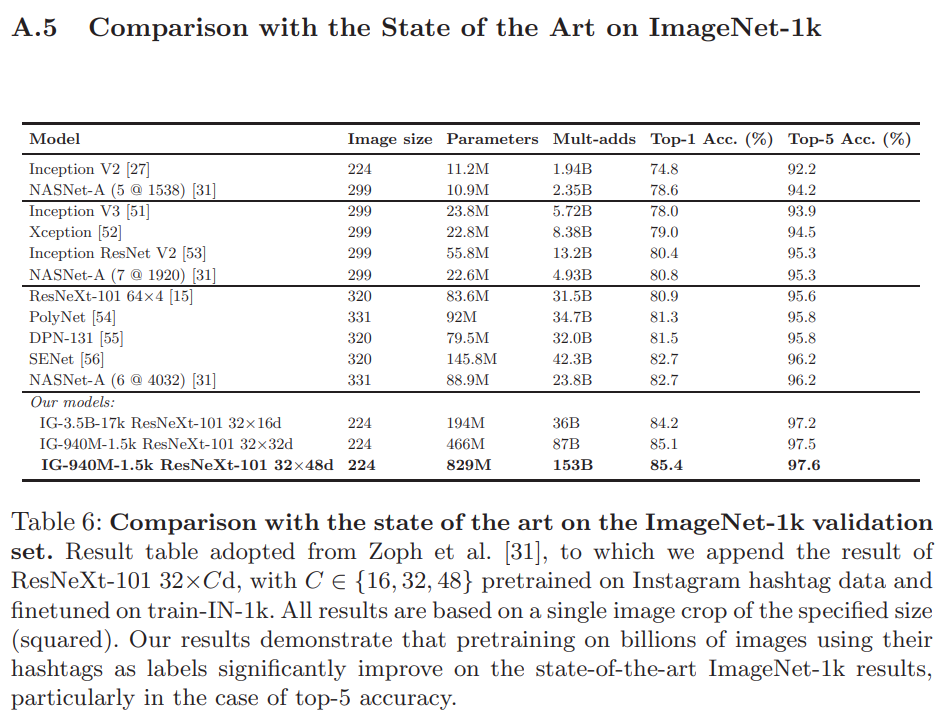 A.5 Comparison with the State of the Art on ImageNet-1k
Model Image size Parameters Mult-adds Top-1 Acc. (%) Top-5 Acc. (%)
Inception V2 [27] 224 11.2M 1.94B 74.8 92.2
NASNet-A (5 @ 1538) [31] 299 10.9M 2.35B 78.6 94.2
Inception V3 [51] 299 23.8M 5.72B 78.0 93.9
Xception [52] 299 22.8M 8.38B 79.0 94.5
Inception ResNet V2 [53] 299 55.8M 13.2B 80.4 95.3
NASNet-A (7 @ 1920) [31] 299 22.6M 4.93B 80.8 95.3
ResNeXt-101 64×4 [15] 320 83.6M 31.5B 80.9 95.6
PolyNet [54] 331 92M 34.7B 81.3 95.8
DPN-131 [55] 320 79.5M 32.0B 81.5 95.8
SENet [56] 320 145.8M 42.3B 82.7 96.2
NASNet-A (6 @ 4032) [31] 331 88.9M 23.8B 82.7 96.2
Our models:
IG-3.5B-17k ResNeXt-101 32×16d 224 194M 36B 84.2 97.2
IG-940M-1.5k ResNeXt-101 32×32d 224 466M 87B 85.1 97.5
IG-940M-1.5k ResNeXt-101 32×48d 224 829M 153B 85.4 97.6
Table 6: Comparison with the state of the art on the ImageNet-1k validation
set. Result table adopted from Zoph et al. [31], to which we append the result of
ResNeXt-101 32×Cd, with C ∈ {16, 32, 48} pretrained on Instagram hashtag data and
finetuned on train-IN-1k. All results are based on a single image crop of the specified size
(squared). Our results demonstrate that pretraining on billions of images using their
hashtags as labels significantly improve on the state-of-the-art ImageNet-1k results,
particularly in the case of top-5 accuracy.